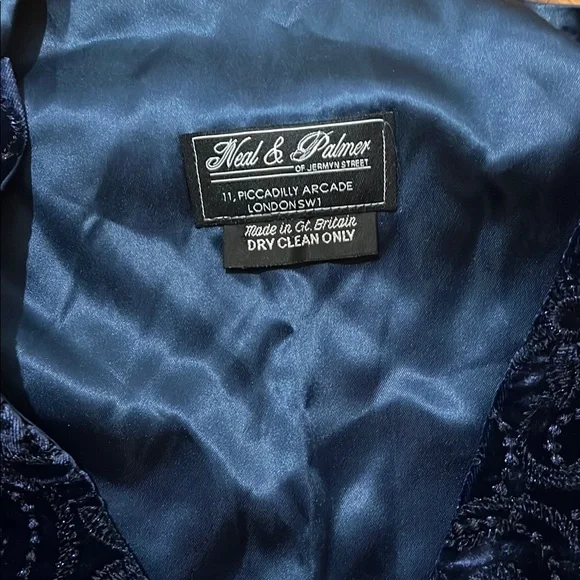 Neal & Palmer
OF JERMYN STREET
11, PICCADILLY ARCADE
LONDON SW1
Made in Gt. Britain
DRY CLEAN ONLY